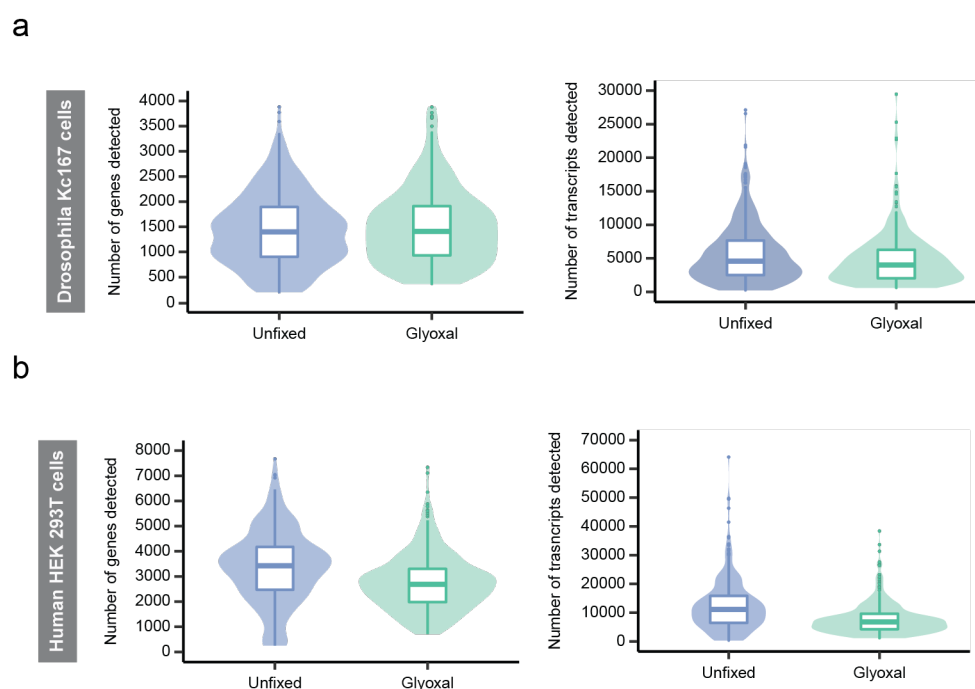 a
Drosophila Kc167 cells
Number of genes detected
4000
3500
3000
2500
2000
1500
1000
500
0
Unfixed
Glyoxal
Number of transcripts detected
30000
25000
20000
15000
10000
5000
0
Unfixed
Glyoxal
b
Human HEK 293T cells
Number of genes detected
8000
7000
6000
5000
4000
3000
2000
1000
0
Unfixed
Glyoxal
Number of trasncripts detected
70000
60000
50000
40000
30000
20000
10000
0
Unfixed
Glyoxal